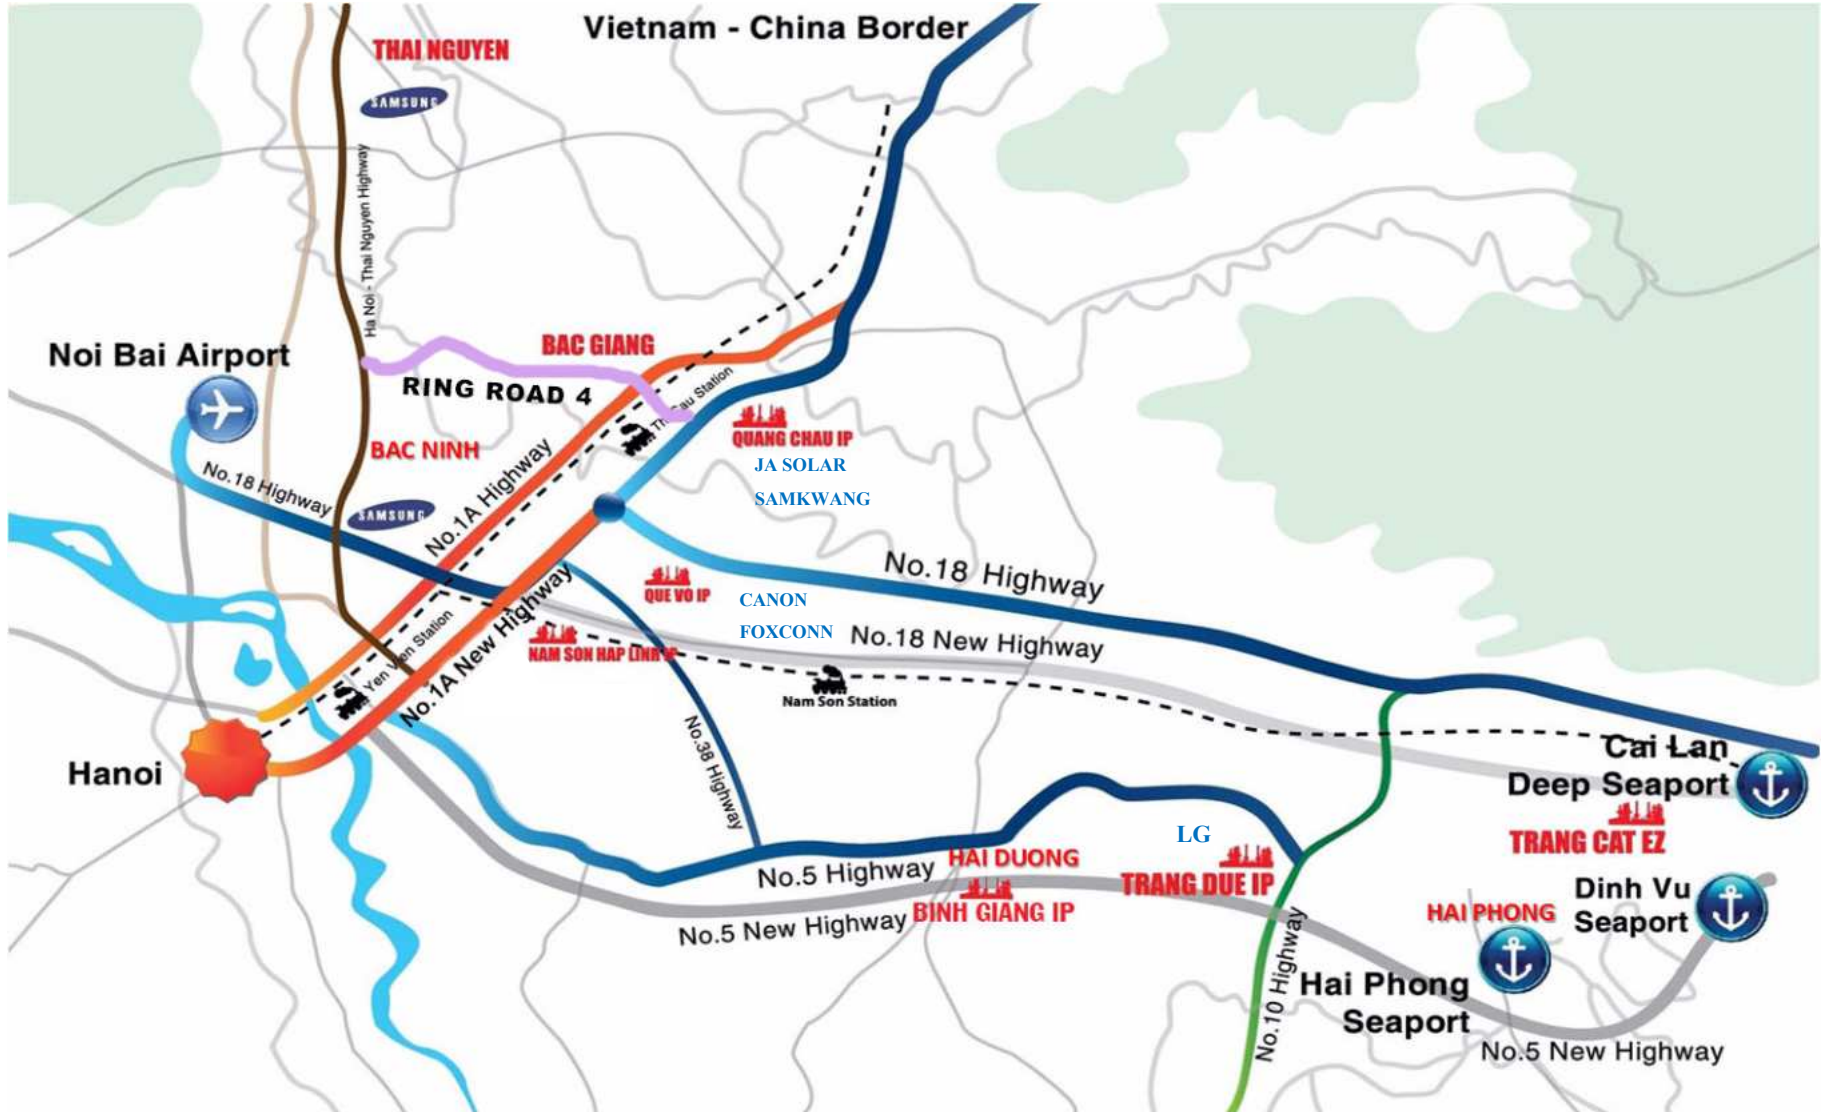 Vietnam - China Border
THAI NGUYEN
SAMSUNG
Ha Noi - Thai Nguyen Highway
Noi Bai Airport
BAC GIANG
RING ROAD 4
Station
QUANG CHAU IP
JA SOLAR
SAMKWANG
BAC NINH
No.18 Highway
SAMSUNG
No.1A Highway
No.18 Highway
QUE VO IP
CANON
FOXCONN
No.18 New Highway
NAM SON HAP LINH IP
Yen Vien Station
No.1A New Highway
Nam Son Station
No.38 Highway
Hanoi
Cai Lan
Deep Seaport
TRANG CAT EZ
LG
No.5 Highway
HAI DUONG
TRANG DUE IP
BINH GIANG IP
No.5 New Highway
Dinh Vu
Seaport
HAI PHONG
Hai Phong
Seaport
No.10 Highway
No.5 New Highway